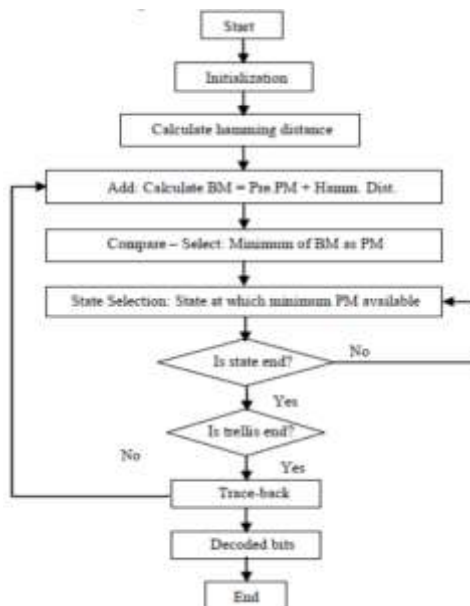 Start
Initialization
Calculate hamming distance
Add: Calculate BM = Pre.PM + Hamm. Dist.
Compare – Select: Minimum of BM as PM
State Selection: State at which minimum PM available
Is state end?
No
Yes
Is trellis end?
No
Yes
Trace-back
Decoded bits
End